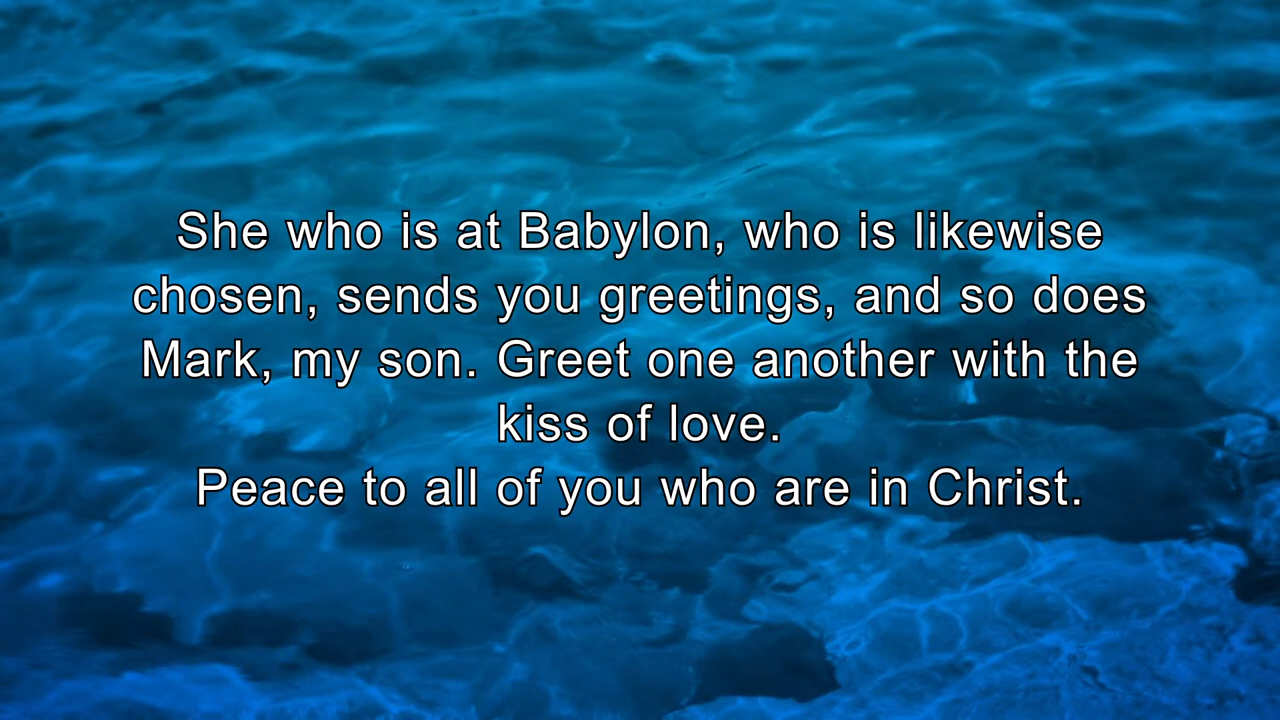 She who is at Babylon, who is likewise
chosen, sends you greetings, and so does
Mark, my son. Greet one another with the
kiss of love.
Peace to all of you who are in Christ.